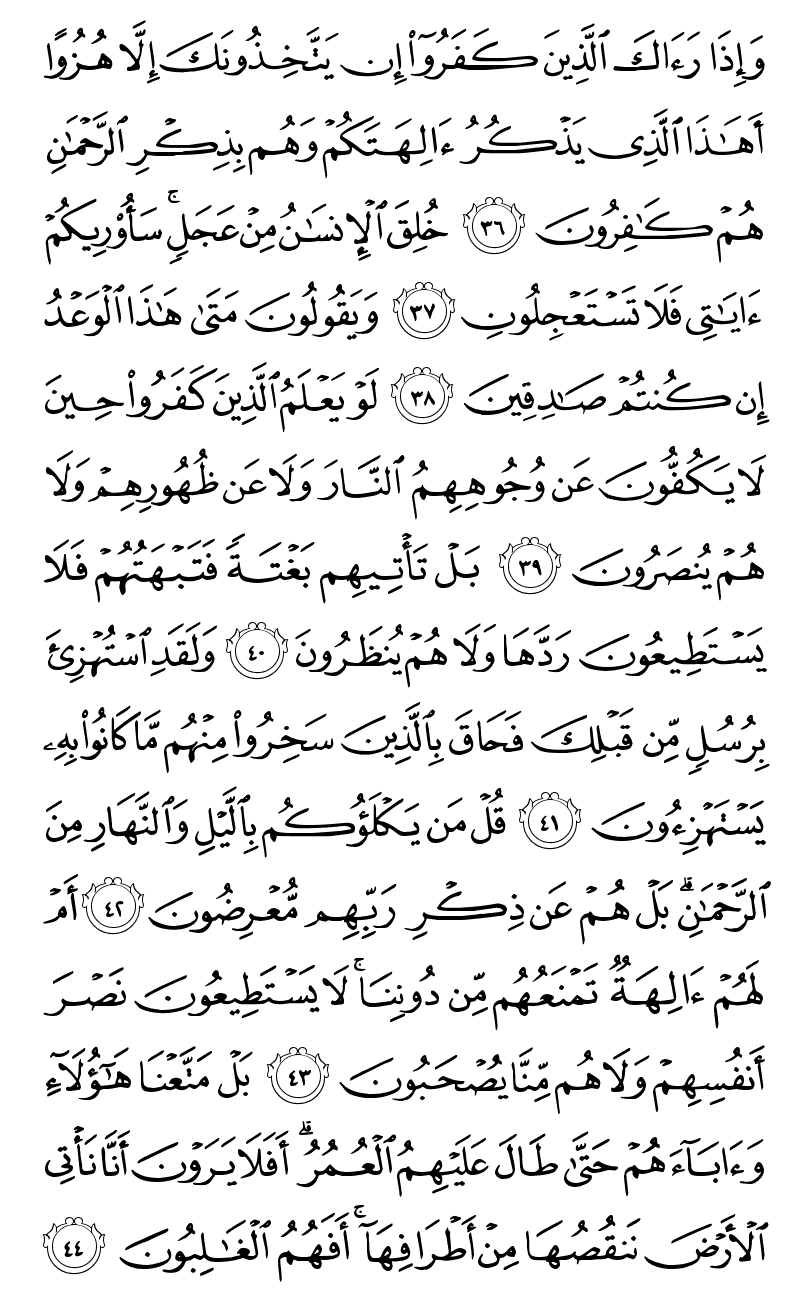 وَإِذَا رَءَاكَ ٱلَّذِينَ كَفَرُوٓا۟ إِن يَتَّخِذُونَكَ إِلَّا هُزُوًا
أَهَٰذَا ٱلَّذِى يَذْكُرُ ءَالِهَتَكُمْ وَهُم بِذِكْرِ ٱلرَّحْمَٰنِ
هُمْ كَٰفِرُونَ ٣٦ خُلِقَ ٱلْإِنسَٰنُ مِنْ عَجَلٍۢ ۚ سَأُو۟رِيكُمْ
ءَايَٰتِى فَلَا تَسْتَعْجِلُونِ ٣٧ وَيَقُولُونَ مَتَىٰ هَٰذَا ٱلْوَعْدُ
إِن كُنتُمْ صَٰدِقِينَ ٣٨ لَوْ يَعْلَمُ ٱلَّذِينَ كَفَرُوا۟ حِينَ
لَا يَكُفُّونَ عَن وُجُوهِهِمُ ٱلنَّارَ وَلَا عَن ظُهُورِهِمْ وَلَا
هُمْ يُنصَرُونَ ٣٩ بَلْ تَأْتِيهِم بَغْتَةًۭ فَتَبْهَتُهُمْ فَلَا
يَسْتَطِيعُونَ رَدَّهَا وَلَا هُمْ يُنظَرُونَ ٤٠ وَلَقَدِ ٱسْتُهْزِئَ
بِرُسُلٍۢ مِّن قَبْلِكَ فَحَاقَ بِٱلَّذِينَ سَخِرُوا۟ مِنْهُم مَّا كَانُوا۟ بِهِۦ
يَسْتَهْزِءُونَ ٤١ قُلْ مَن يَكْلَؤُكُم بِٱلَّيْلِ وَٱلنَّهَارِ مِنَ
ٱلرَّحْمَٰنِ ۗ بَلْ هُمْ عَن ذِكْرِ رَبِّهِم مُّعْرِضُونَ ٤٢ أَمْ
لَهُمْ ءَالِهَةٌۭ تَمْنَعُهُم مِّن دُونِنَا ۚ لَا يَسْتَطِيعُونَ نَصْرَ
أَنفُسِهِمْ وَلَا هُم مِّنَّا يُصْحَبُونَ ٤٣ بَلْ مَتَّعْنَا هَٰٓؤُلَآءِ
وَءَابَآءَهُمْ حَتَّىٰ طَالَ عَلَيْهِمُ ٱلْعُمُرُ ۗ أَفَلَا يَرَوْنَ أَنَّا نَأْتِى
ٱلْأَرْضَ نَنقُصُهَا مِنْ أَطْرَافِهَآ ۚ أَفَهُمُ ٱلْغَٰلِبُونَ ٤٤